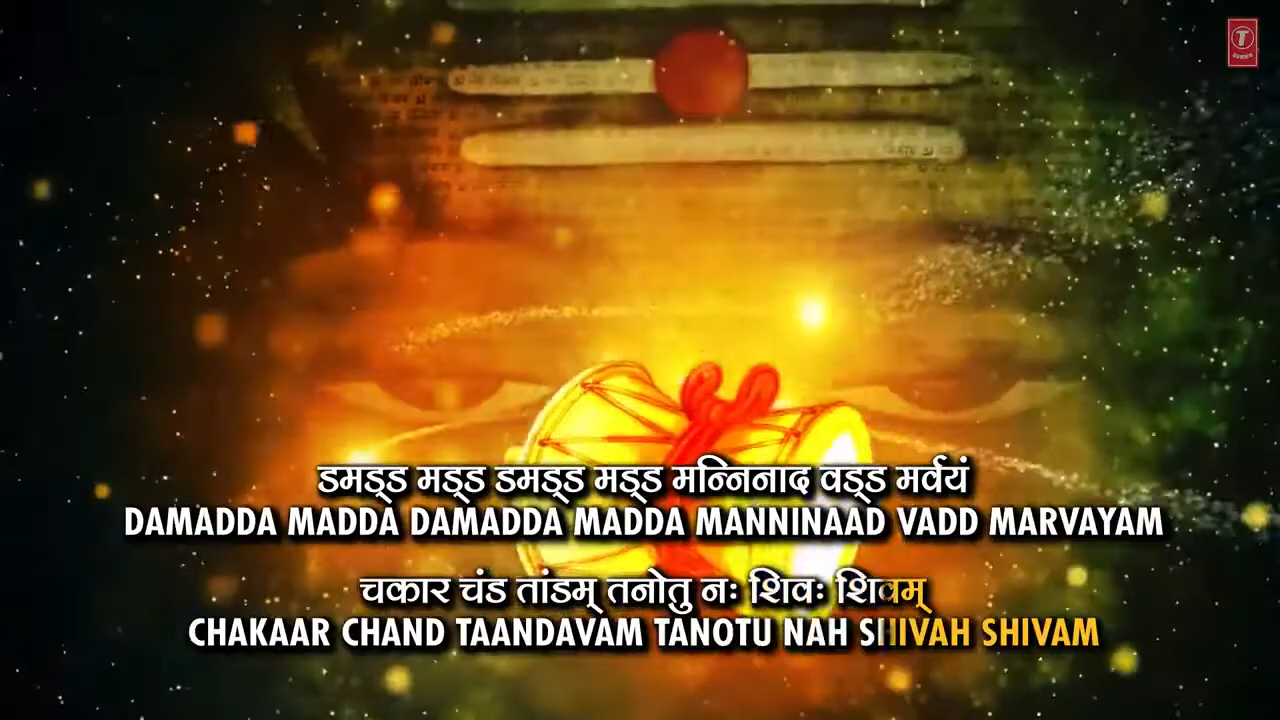 डमड्ड मड्ड डमड्ड मड्ड मन्निनाद वड्ड मर्वयं
DAMADDA MADDA DAMADDA MADDA MANNINAAD VADD MARVAYAM
चकार चंड तांडम् तनोतु नः शिवः शिवम्
CHAKAAR CHAND TAANDAVAM TANOTU NAH SHIVAH SHIVAM